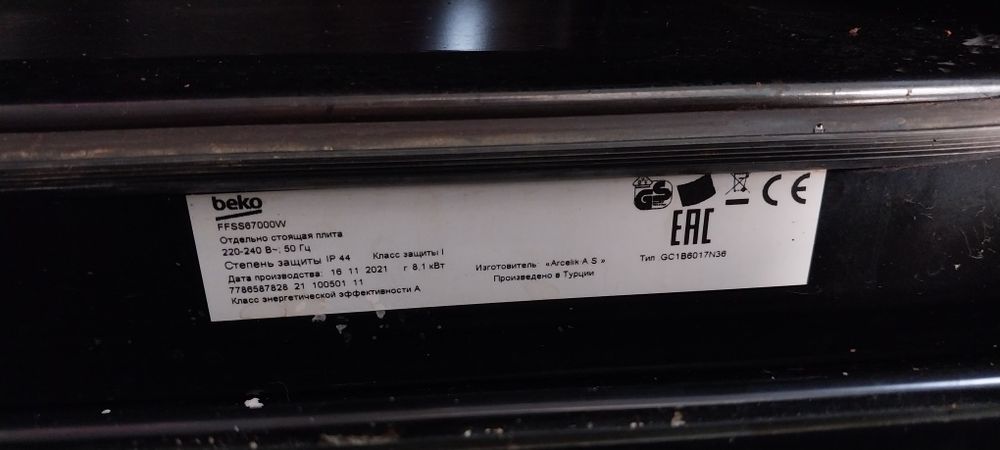 beko
FFSS67000W
Отдельно стоящая плита
220-240 В~, 50 Гц
Степень защиты IP 44 Класс защиты I
Дата производства: 16 11 2021 г 8,1 кВт
7786587828 21 100501 11
Класс энергетической эффективности А
Изготовитель «Arcelik A S »
Произведено в Турции
GS
CE
EAC
Тип GC1B6017N36